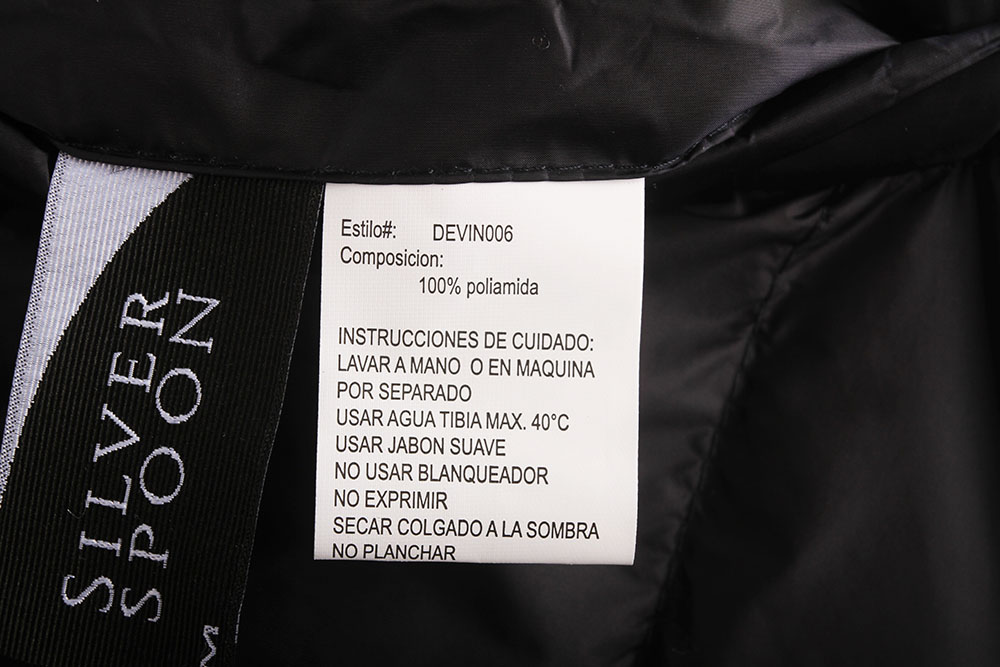 SILVER
SPOON
Estilo#: DEVIN006
Composicion:
100% poliamida
INSTRUCCIONES DE CUIDADO:
LAVAR A MANO O EN MAQUINA
POR SEPARADO
USAR AGUA TIBIA MAX. 40°C
USAR JABON SUAVE
NO USAR BLANQUEADOR
NO EXPRIMIR
SECAR COLGADO A LA SOMBRA
NO PLANCHAR